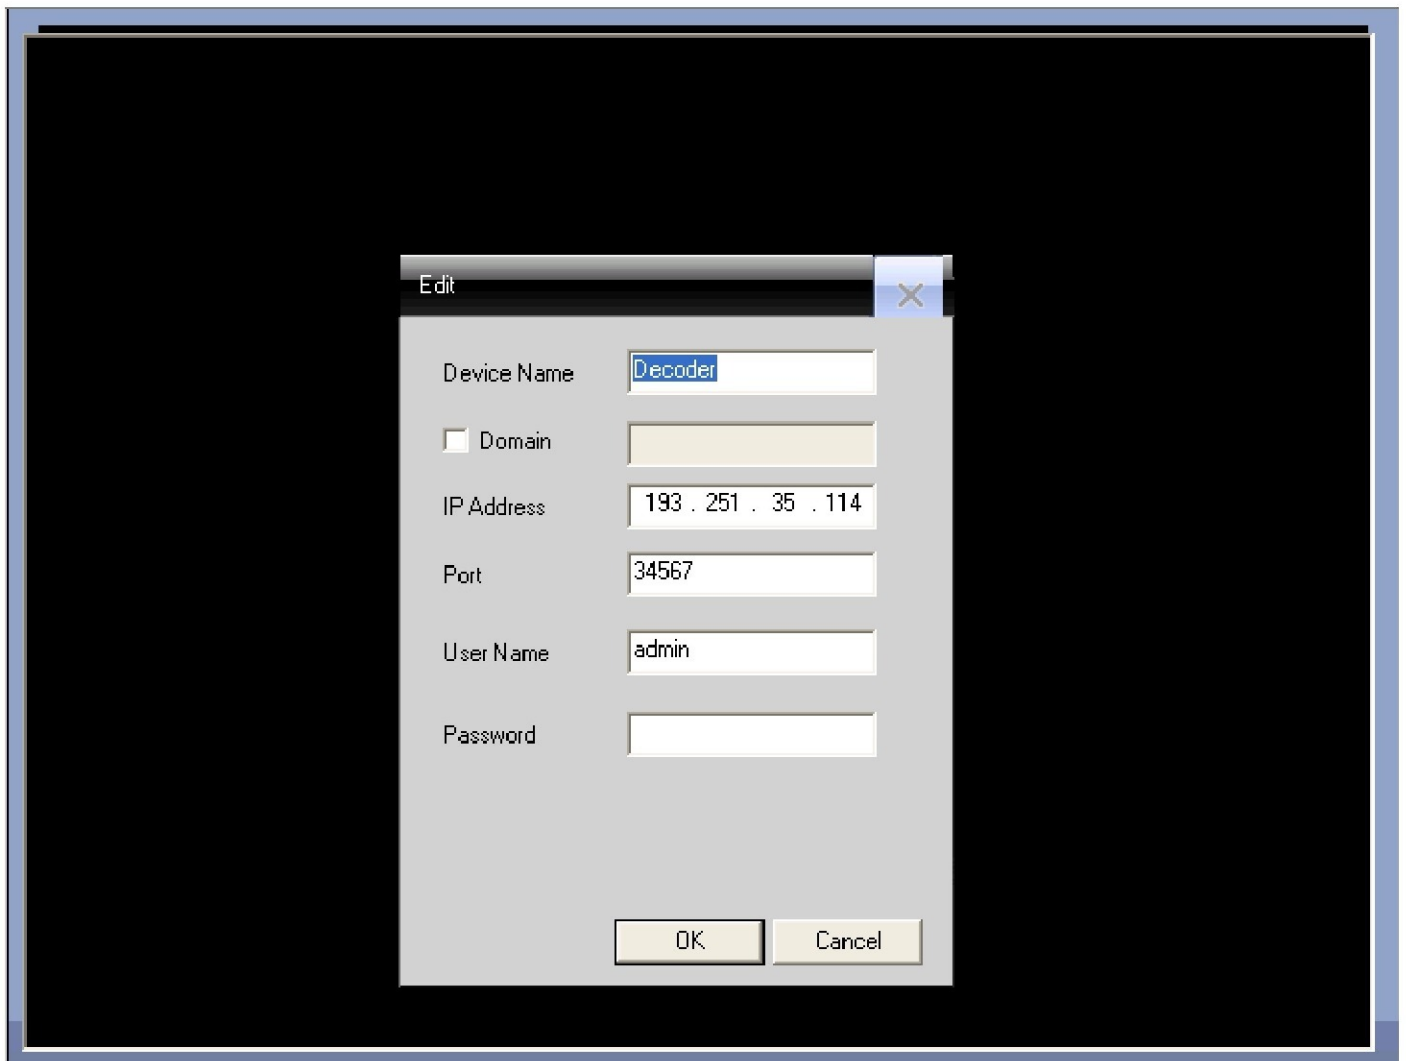 Edit
Device Name Decoder
Domain
IP Address 193 . 251 . 35 . 114
Port 34567
User Name admin
Password
OK Cancel